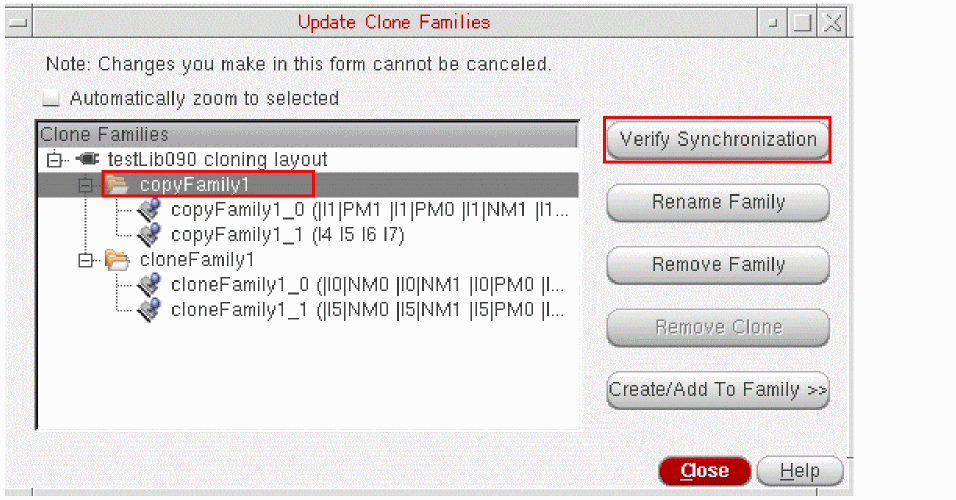 Update Clone Families
Note: Changes you make in this form cannot be canceled.
Automatically zoom to selected
Clone Families
testLib090 cloning layout
copyFamily1
copyFamily1_0 (|I1|PM1 |I1|PM0 |I1|NM1 |I1...
copyFamily1_1 (I4 I5 I6 I7)
cloneFamily1
cloneFamily1_0 (|I0|NM0 |I0|NM1 |I0|PM0 |I...
cloneFamily1_1 (|I5|NM0 |I5|NM1 |I5|PM0 |I...
Verify Synchronization
Rename Family
Remove Family
Remove Clone
Create/Add To Family >>
Close
Help